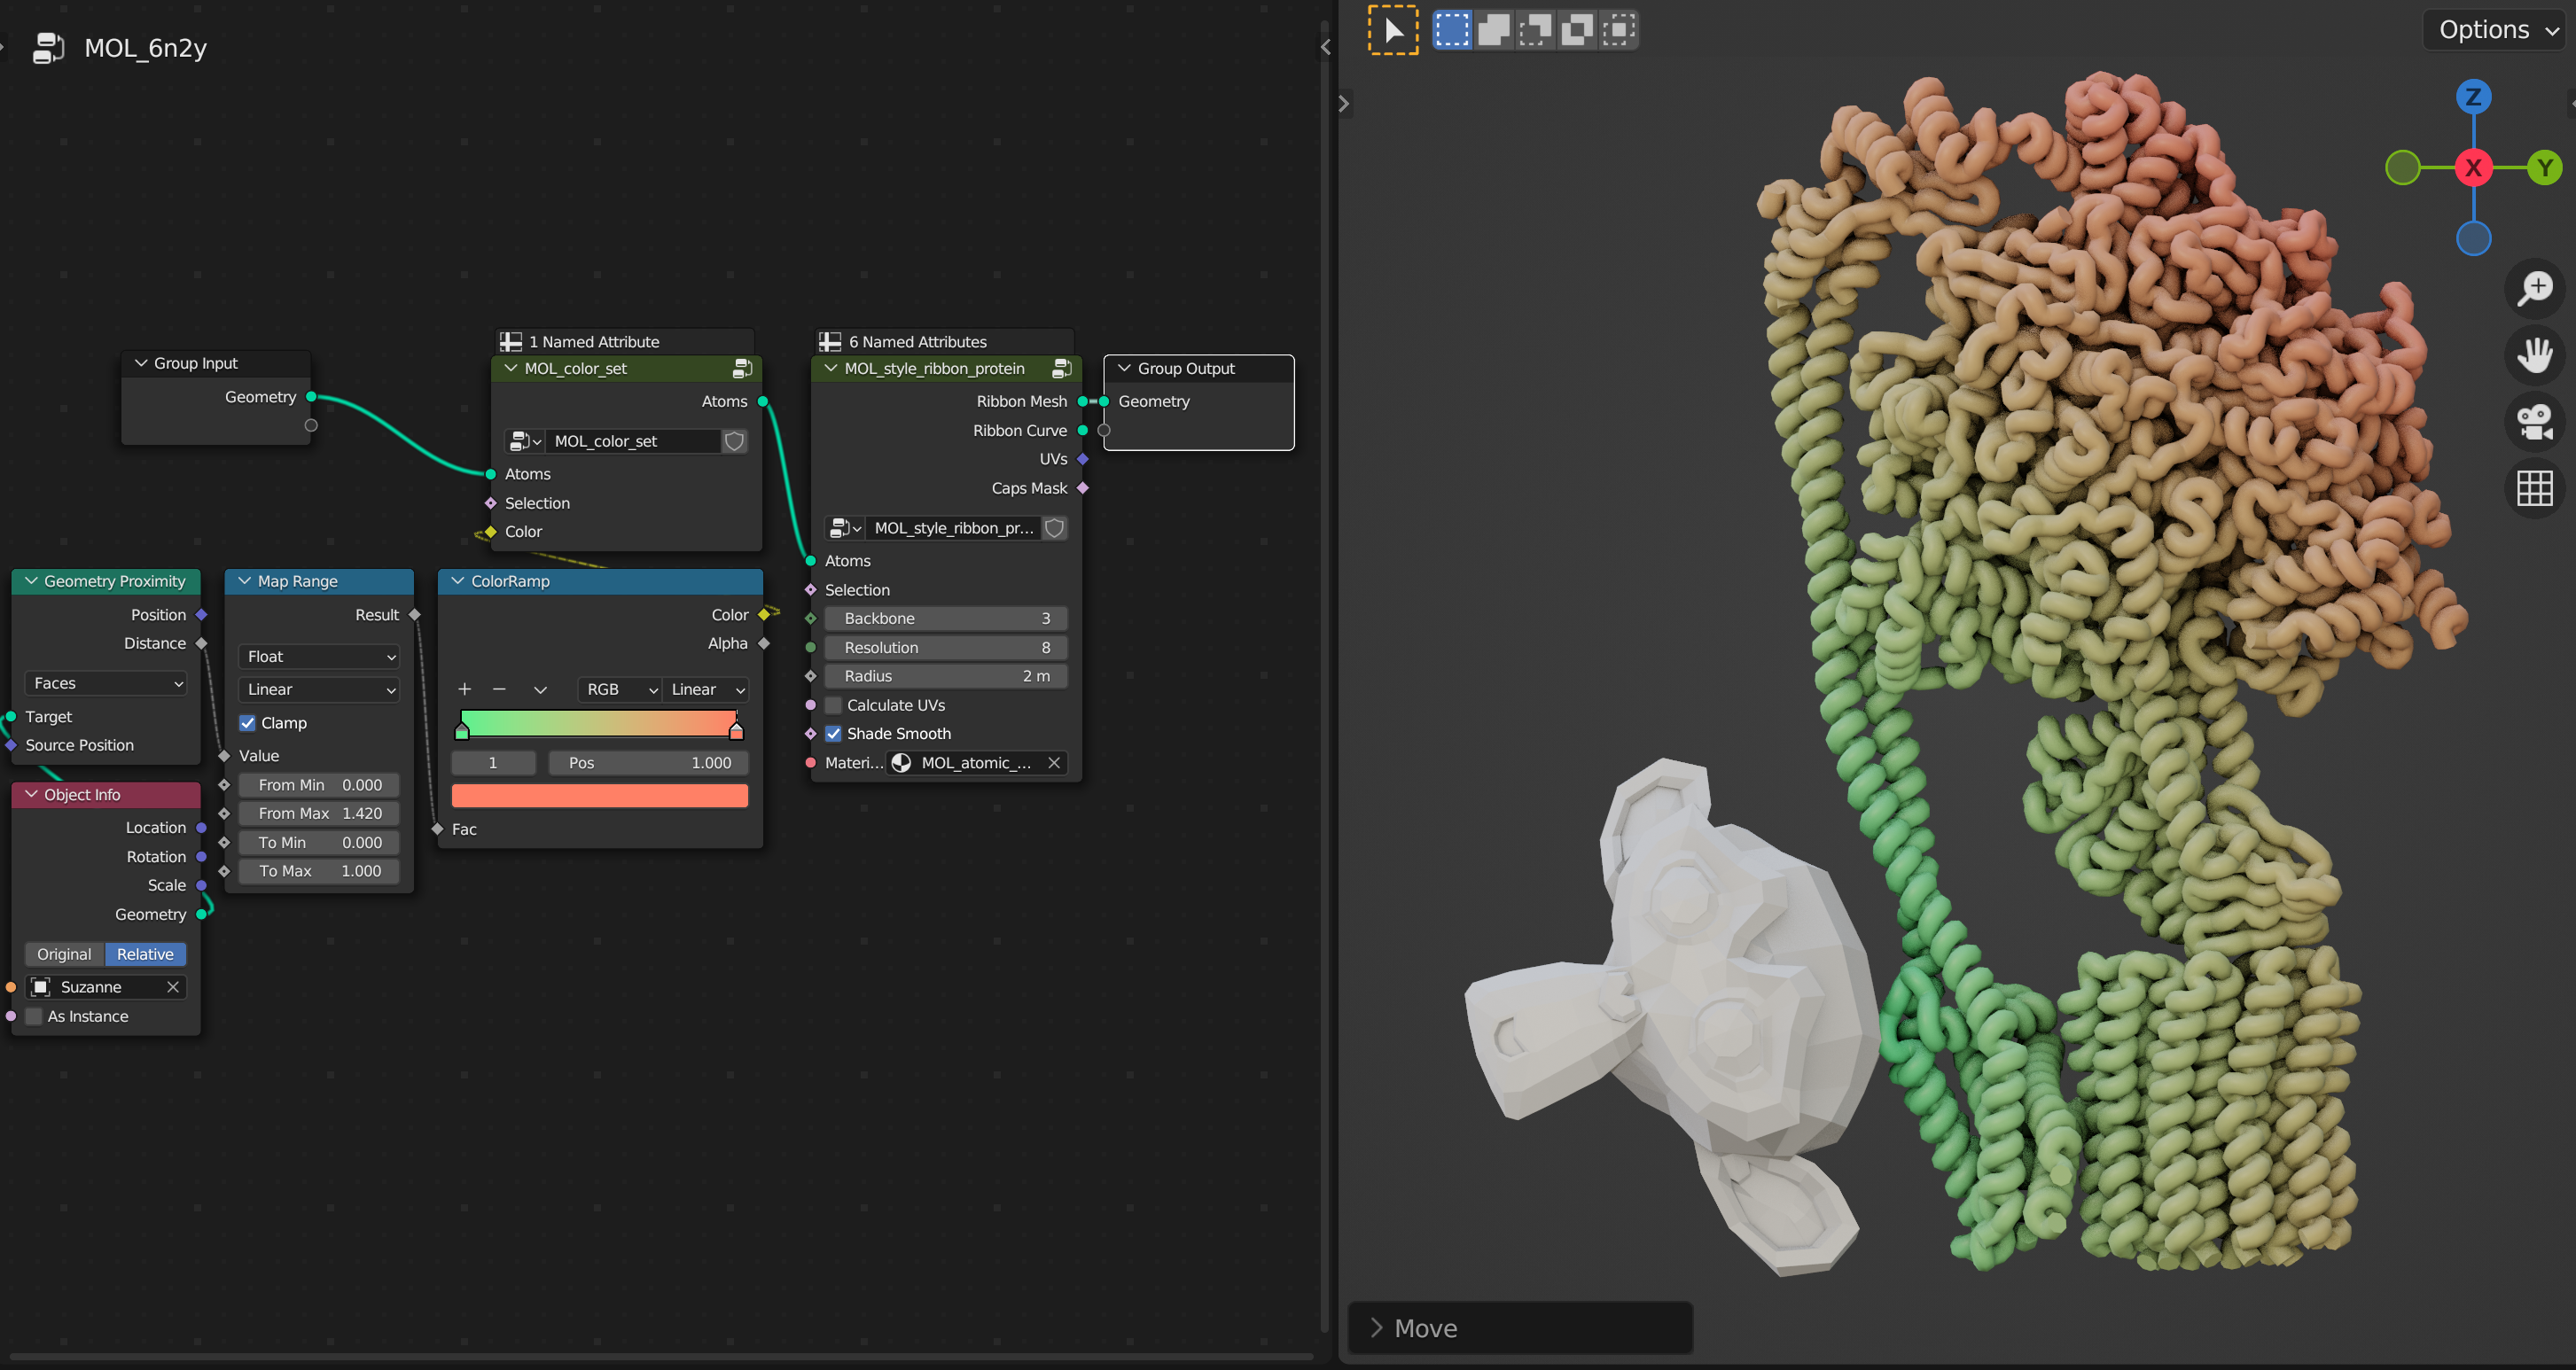 MOL_6n2y
Group Input
Geometry
1 Named Attribute
MOL_color_set
Atoms
MOL_color_set
Atoms
Selection
Color
6 Named Attributes
MOL_style_ribbon_protein
Ribbon Mesh
Ribbon Curve
UVs
Caps Mask
MOL_style_ribbon_pr...
Atoms
Selection
Backbone 3
Resolution 8
Radius 2 m
Calculate UVs
Shade Smooth
Materi... MOL_atomic_...
Group Output
Geometry
Geometry Proximity
Position
Distance
Faces
Target
Source Position
Object Info
Location
Rotation
Scale
Geometry
Original Relative
Suzanne
As Instance
Map Range
Result
Float
Linear
Clamp
Value
From Min 0.000
From Max 1.420
To Min 0.000
To Max 1.000
ColorRamp
Color
Alpha
RGB Linear
1 Pos 1.000
Fac
Options
Z
X Y
Move